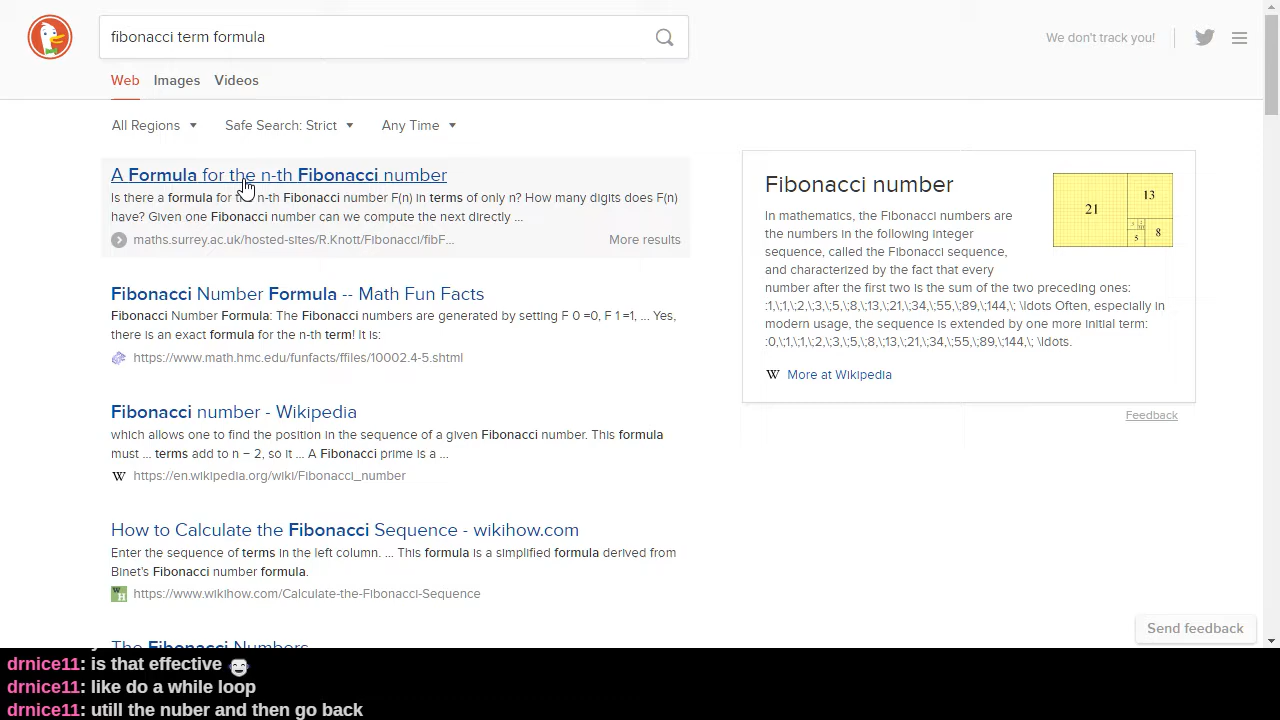 fibonacci term formula
We don't track you!
Web Images Videos
All Regions Safe Search: Strict Any Time
A Formula for the n-th Fibonacci number
Is there a formula for the n-th Fibonacci number F(n) in terms of only n? How many digits does F(n)
have? Given one Fibonacci number can we compute the next directly ...
maths.surrey.ac.uk/hosted-sites/R.Knott/Fibonacci/fibF...
More results
Fibonacci Number Formula -- Math Fun Facts
Fibonacci Number Formula: The Fibonacci numbers are generated by setting F 0 =0, F 1 =1, ... Yes,
there is an exact formula for the n-th term! It is:
https://www.math.hmc.edu/funfacts/ffiles/10002.4-5.shtml
Fibonacci number - Wikipedia
which allows one to find the position in the sequence of a given Fibonacci number. This formula
must ... terms add to n − 2, so it ... A Fibonacci prime is a ...
W https://en.wikipedia.org/wiki/Fibonacci_number
How to Calculate the Fibonacci Sequence - wikihow.com
Enter the sequence of terms in the left column. ... This formula is a simplified formula derived from
Binet's Fibonacci number formula.
https://www.wikihow.com/Calculate-the-Fibonacci-Sequence
The Fibonacci Numbers
Fibonacci number
In mathematics, the Fibonacci numbers are
the numbers in the following integer
sequence, called the Fibonacci sequence,
and characterized by the fact that every
number after the first two is the sum of the two preceding ones:
:1,\;1,\;2,\;3,\;5,\;8,\;13,\;21,\;34,\;55,\;89,\;144,\; \ldots Often, especially in
modern usage, the sequence is extended by one more initial term:
:0,\;1,\;1,\;2,\;3,\;5,\;8,\;13,\;21,\;34,\;55,\;89,\;144,\; \ldots.
21 13 8 5
W More at Wikipedia
Feedback
Send feedback
drnice11: is that effective
drnice11: like do a while loop
drnice11: utill the nuber and then go back